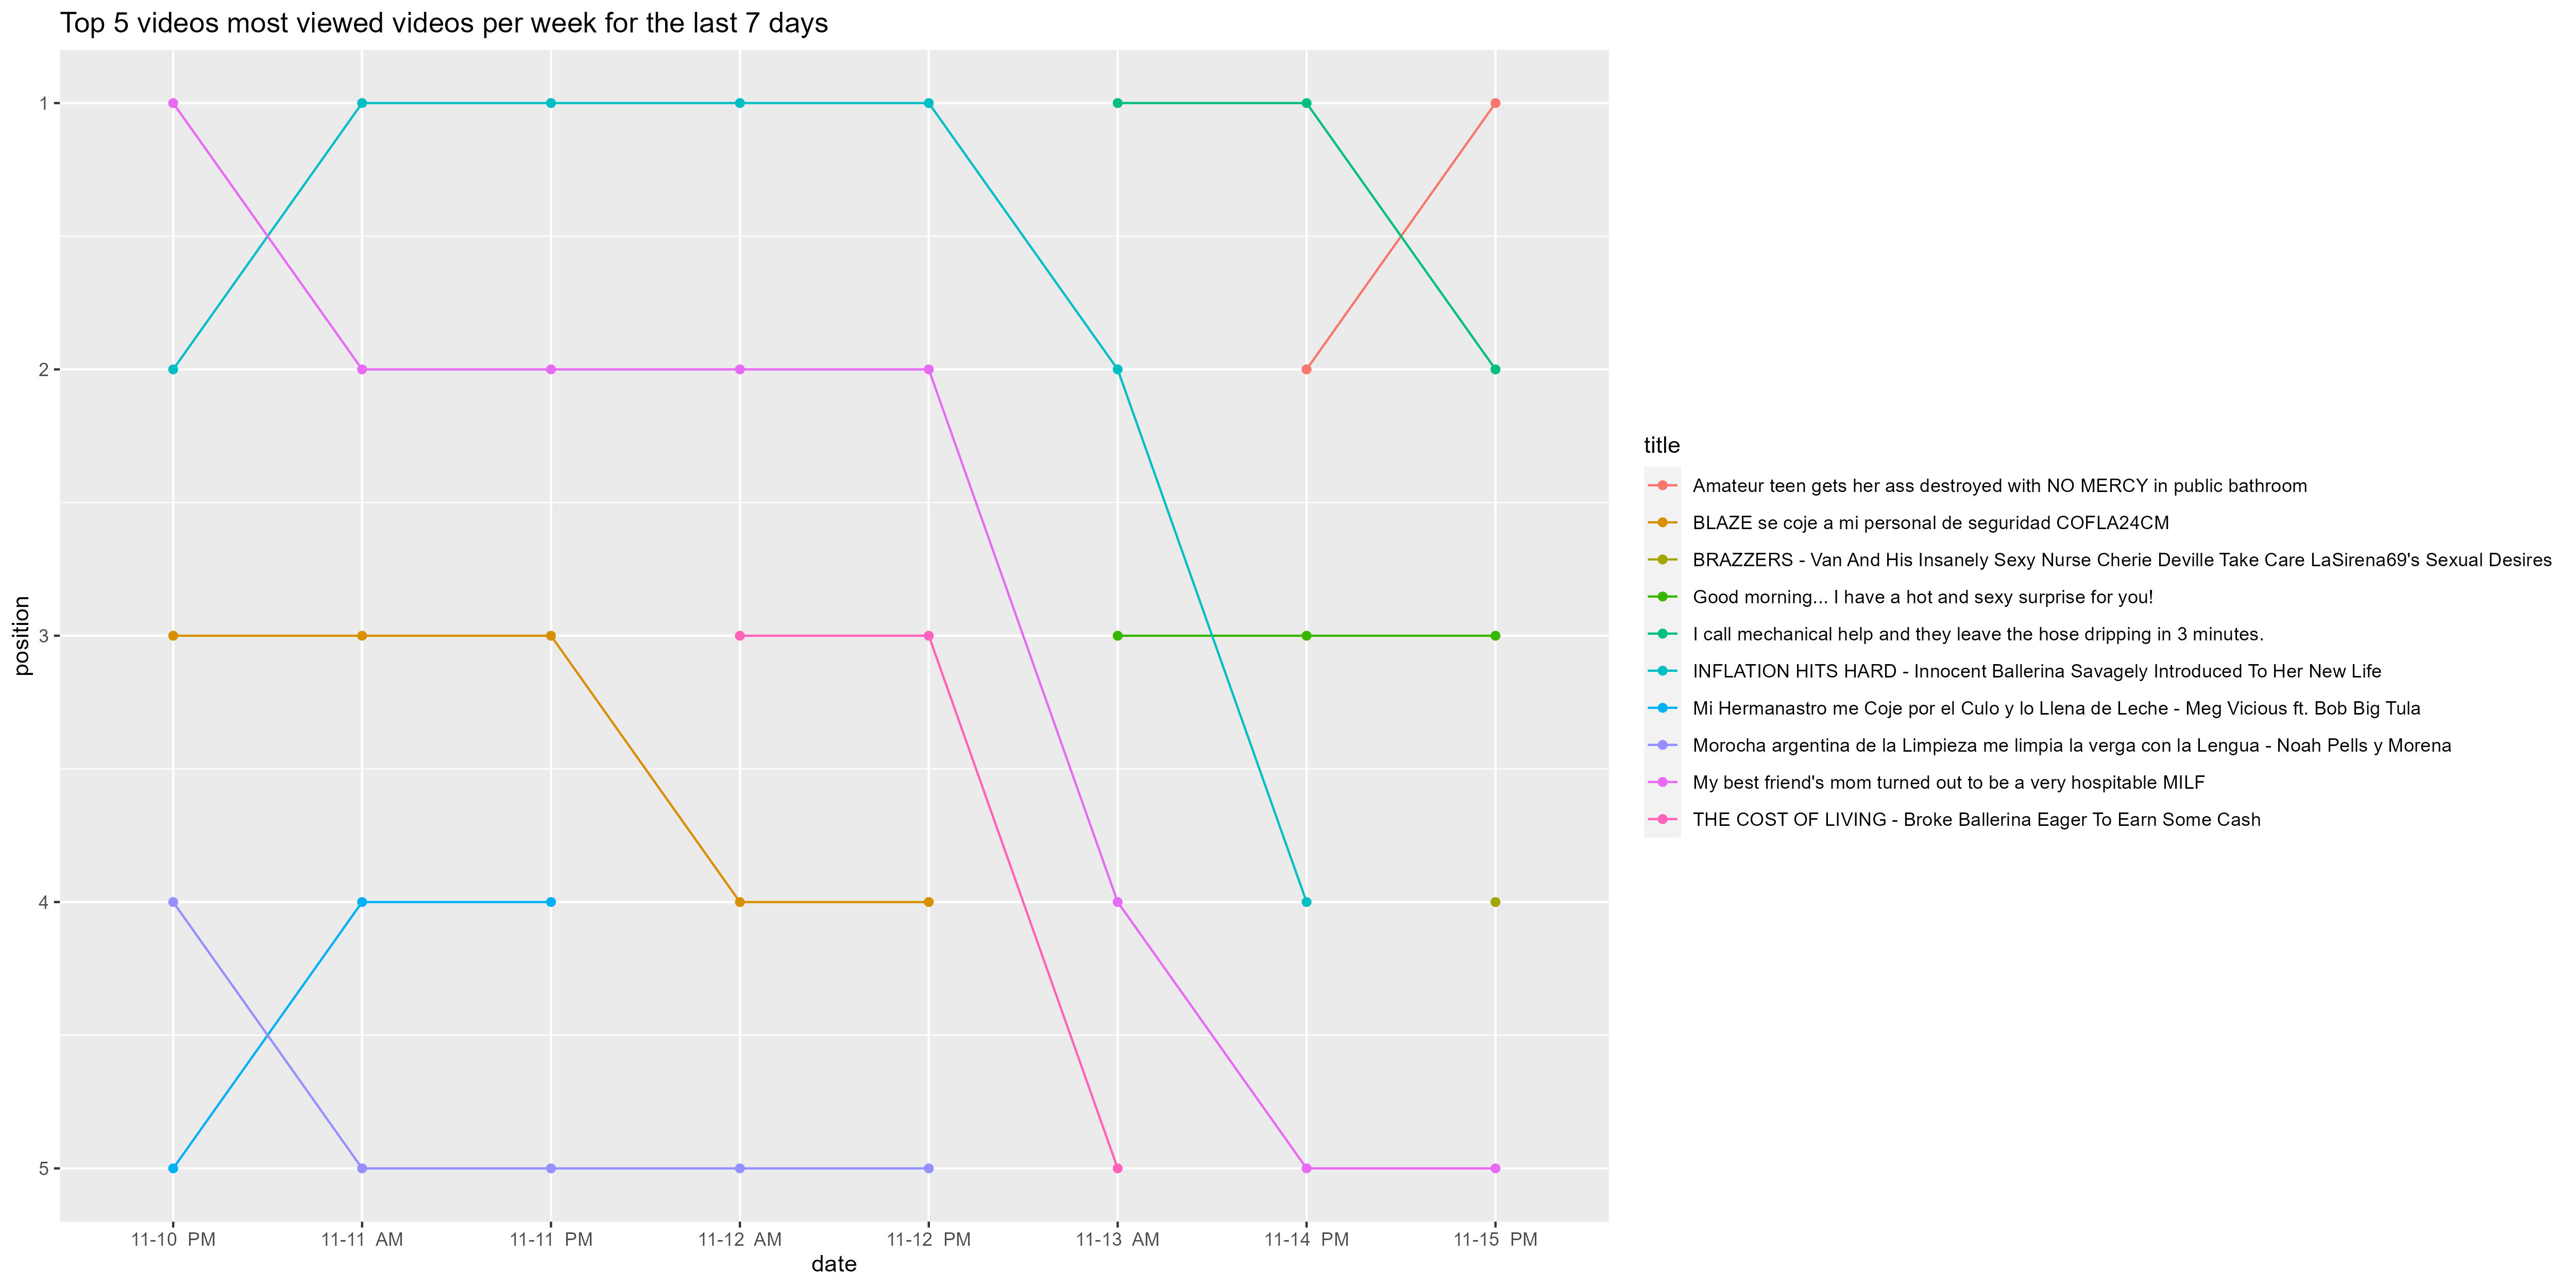 Top 5 videos most viewed videos per week for the last 7 days
position
1
2
3
4
5
11-10 PM
11-11 AM
11-11 PM
11-12 AM
11-12 PM
11-13 AM
11-14 PM
11-15 PM
date
title
Amateur teen gets her ass destroyed with NO MERCY in public bathroom
BLAZE se coje a mi personal de seguridad COFLA24CM
BRAZZERS - Van And His Insanely Sexy Nurse Cherie Deville Take Care LaSirena69's Sexual Desires
Good morning... I have a hot and sexy surprise for you!
I call mechanical help and they leave the hose dripping in 3 minutes.
INFLATION HITS HARD - Innocent Ballerina Savagely Introduced To Her New Life
Mi Hermanastro me Coje por el Culo y lo Llena de Leche - Meg Vicious ft. Bob Big Tula
Morocha argentina de la Limpieza me limpia la verga con la Lengua - Noah Pells y Morena
My best friend's mom turned out to be a very hospitable MILF
THE COST OF LIVING - Broke Ballerina Eager To Earn Some Cash